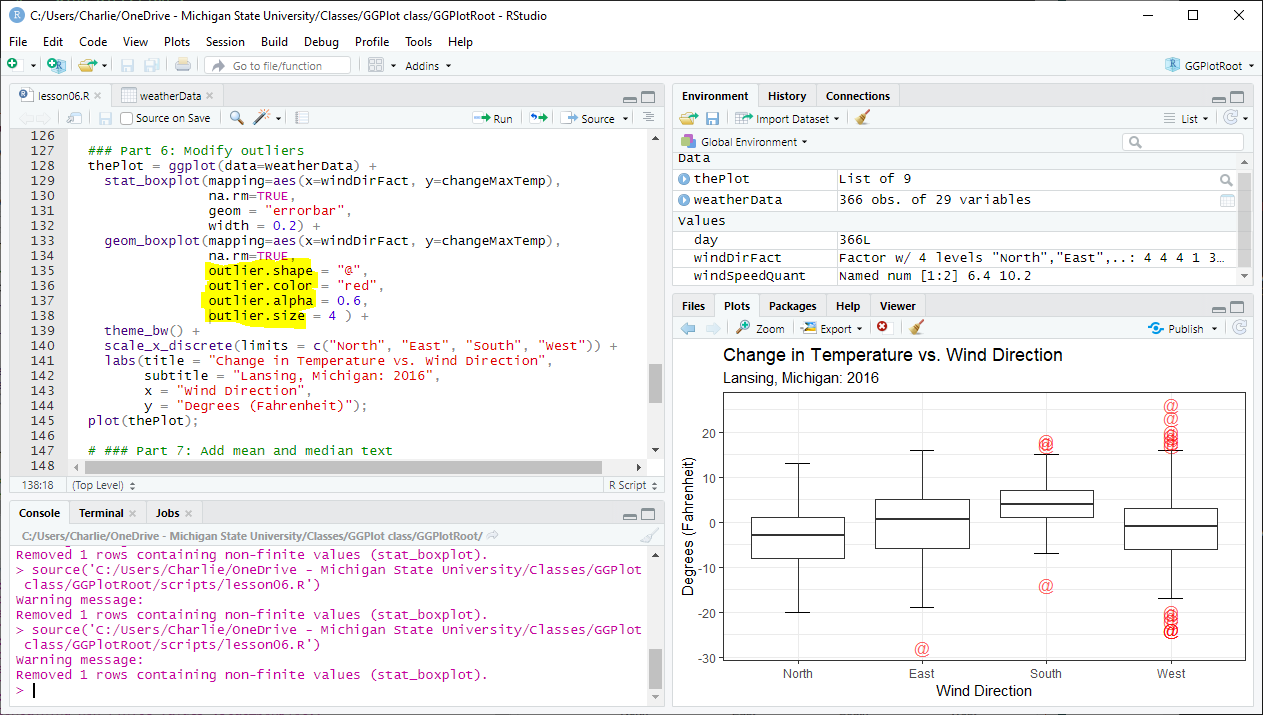 C:/Users/Charlie/OneDrive - Michigan State University/Classes/GGPlot class/GGPlotRoot - RStudio
File Edit Code View Plots Session Build Debug Profile Tools Help
Go to file/function Addins GGPlotRoot
lesson06.R weatherData
Source on Save Run Source
126
127 ### Part 6: Modify outliers
128 thePlot = ggplot(data=weatherData) +
129 stat_boxplot(mapping=aes(x=windDirFact, y=changeMaxTemp),
130 na.rm=TRUE,
131 geom = "errorbar",
132 width = 0.2) +
133 geom_boxplot(mapping=aes(x=windDirFact, y=changeMaxTemp),
134 na.rm=TRUE,
135 outlier.shape = "@",
136 outlier.color = "red",
137 outlier.alpha = 0.6,
138 outlier.size = 4 ) +
139 theme_bw() +
140 scale_x_discrete(limits = c("North", "East", "South", "West")) +
141 labs(title = "Change in Temperature vs. Wind Direction",
142 subtitle = "Lansing, Michigan: 2016",
143 x = "Wind Direction",
144 y = "Degrees (Fahrenheit)");
145 plot(thePlot);
146
147 # ### Part 7: Add mean and median text
148
138:18 (Top Level) R Script
Console Terminal Jobs
C:/Users/Charlie/OneDrive - Michigan State University/Classes/GGPlot class/GGPlotRoot/
Removed 1 rows containing non-finite values (stat_boxplot).
> source('C:/Users/Charlie/OneDrive - Michigan State University/Classes/GGPlot
class/GGPlotRoot/scripts/lesson06.R')
Warning message:
Removed 1 rows containing non-finite values (stat_boxplot).
> source('C:/Users/Charlie/OneDrive - Michigan State University/Classes/GGPlot
class/GGPlotRoot/scripts/lesson06.R')
Warning message:
Removed 1 rows containing non-finite values (stat_boxplot).
>
Environment History Connections
Import Dataset List
Global Environment
Data
thePlot List of 9
weatherData 366 obs. of 29 variables
Values
day 366L
windDirFact Factor w/ 4 levels "North","East",..: 4 4 4 1 3…
windSpeedQuant Named num [1:2] 6.4 10.2
Files Plots Packages Help Viewer
Zoom Export Publish
Change in Temperature vs. Wind Direction
Lansing, Michigan: 2016
Degrees (Fahrenheit)
20
10
0
-10
-20
-30
North East South West
Wind Direction